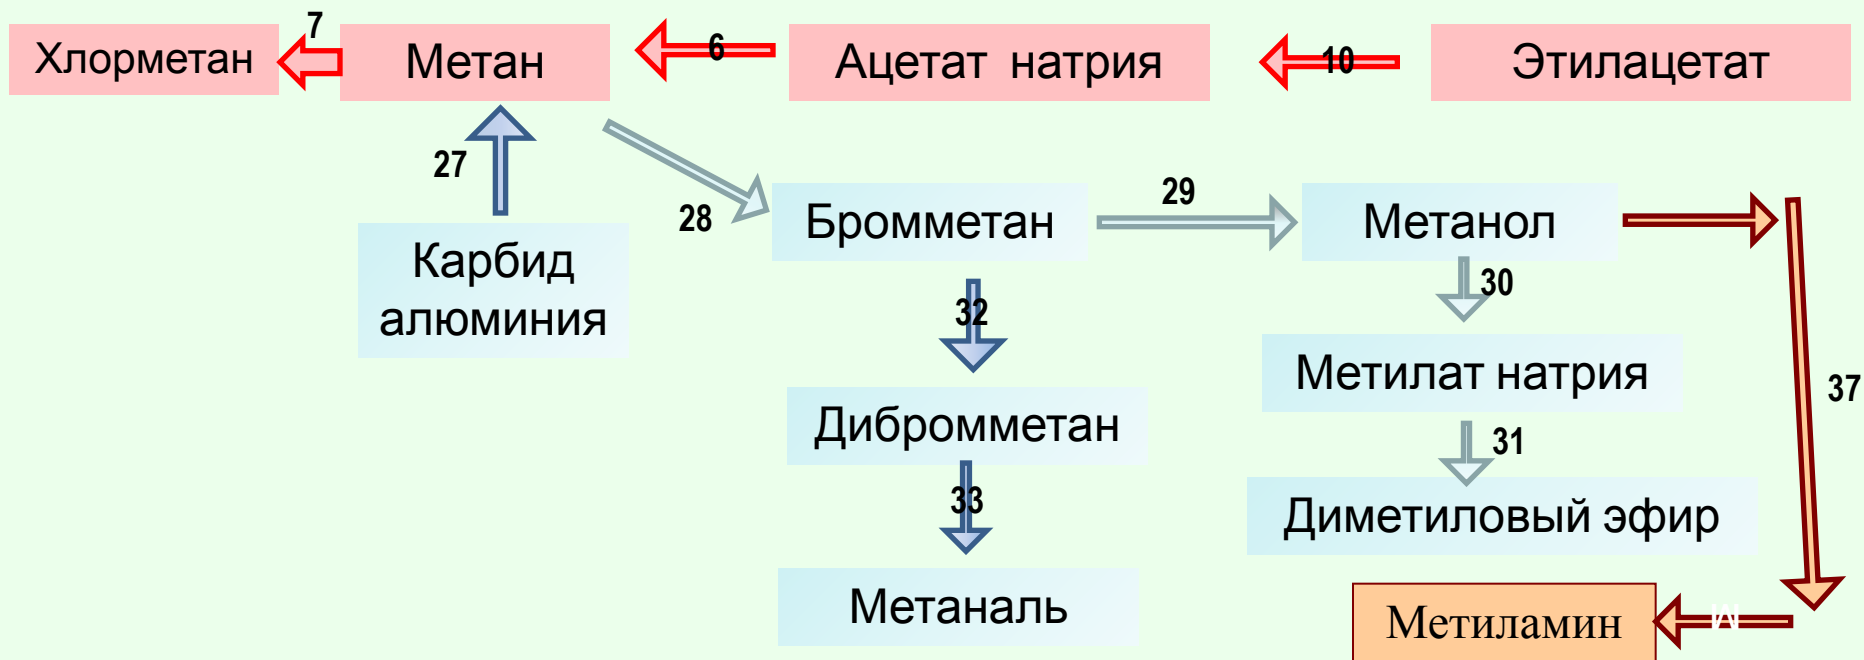 7
Хлорметан
Метан
6
Ацетат натрия
10
Этилацетат
27
28
Бромметан
29
Метанол
Карбид
алюминия
32
30
Метилат натрия
37
Дибромметан
31
33
Диметиловый эфир
Метаналь
Метиламин